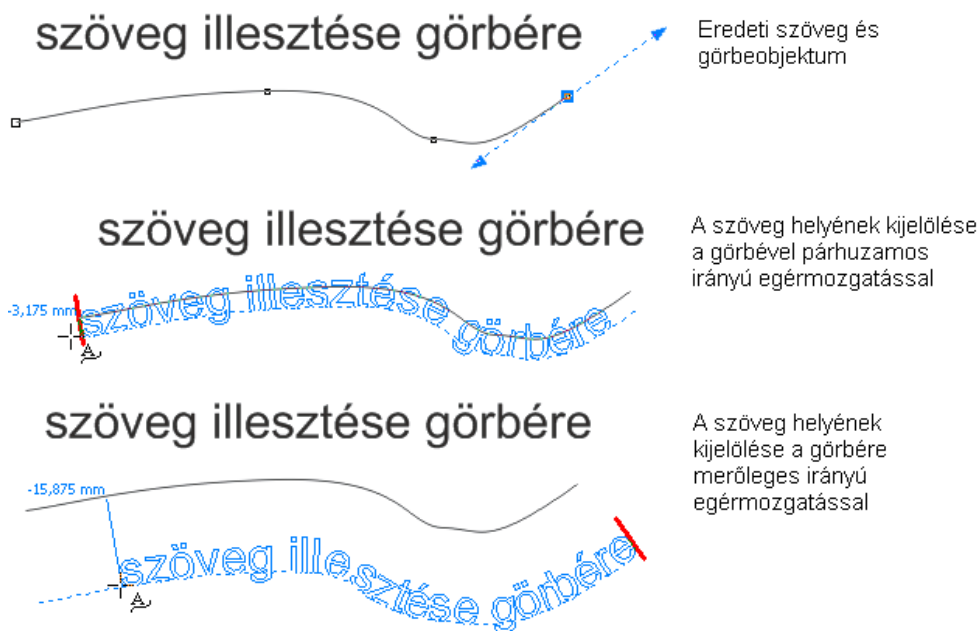 szöveg illesztése görbére
Eredeti szöveg és
görbeobjektum
szöveg illesztése görbére
A szöveg helyének kijelölése
a görbével párhuzamos
irányú egérmozgatással
-3,175 mm
szöveg illesztése görbére
szöveg illesztése görbére
A szöveg helyének
kijelölése a görbére
merőleges irányú
egérmozgatással
-15,875 mm
szöveg illesztése görbére